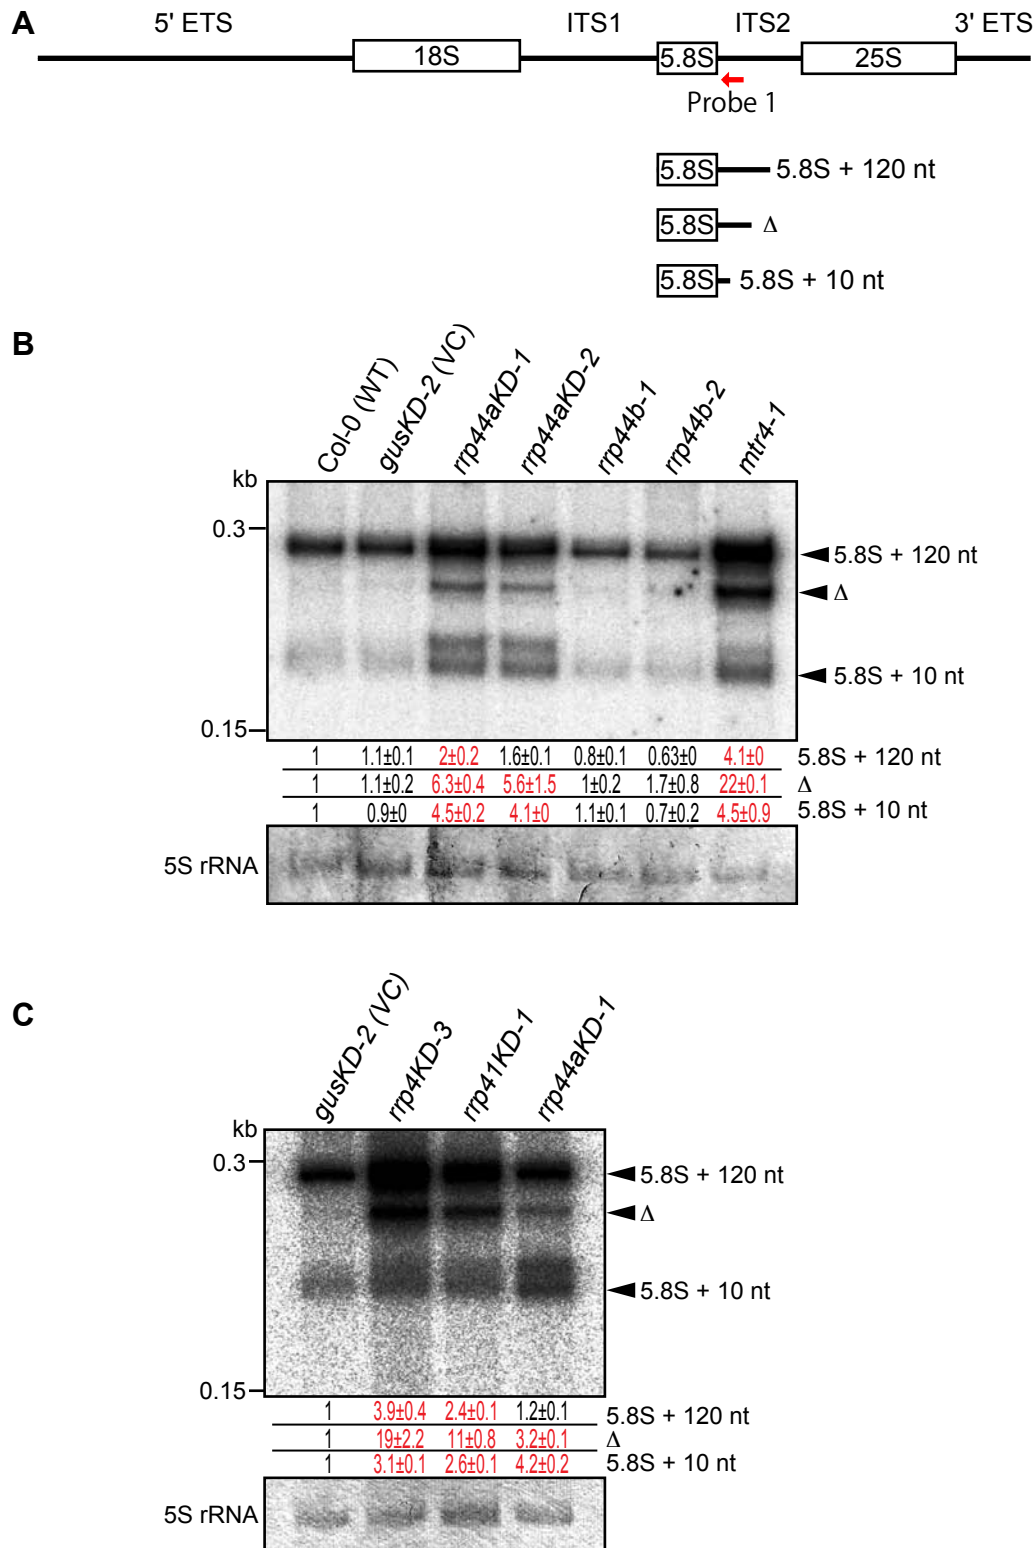 A
5' ETS ITS1 ITS2 3' ETS
18S 5.8S 25S
Probe 1
5.8S 5.8S + 120 nt
5.8S Δ
5.8S 5.8S + 10 nt
B
Col-0 (WT) gusKD-2 (VC) rrp44aKD-1 rrp44aKD-2 rrp44b-1 rrp44b-2 mtr4-1
kb
0.3
5.8S + 120 nt
Δ
5.8S + 10 nt
0.15
1 1.1±0.1 2±0.2 1.6±0.1 0.8±0.1 0.63±0 4.1±0 5.8S + 120 nt
1 1.1±0.2 6.3±0.4 5.6±1.5 1±0.2 1.7±0.8 22±0.1 Δ
1 0.9±0 4.5±0.2 4.1±0 1.1±0.1 0.7±0.2 4.5±0.9 5.8S + 10 nt
5S rRNA
C
gusKD-2 (VC) rrp4KD-3 rrp41KD-1 rrp44aKD-1
kb
0.3
5.8S + 120 nt
Δ
5.8S + 10 nt
0.15
1 3.9±0.4 2.4±0.1 1.2±0.1 5.8S + 120 nt
1 19±2.2 11±0.8 3.2±0.1 Δ
1 3.1±0.1 2.6±0.1 4.2±0.2 5.8S + 10 nt
5S rRNA